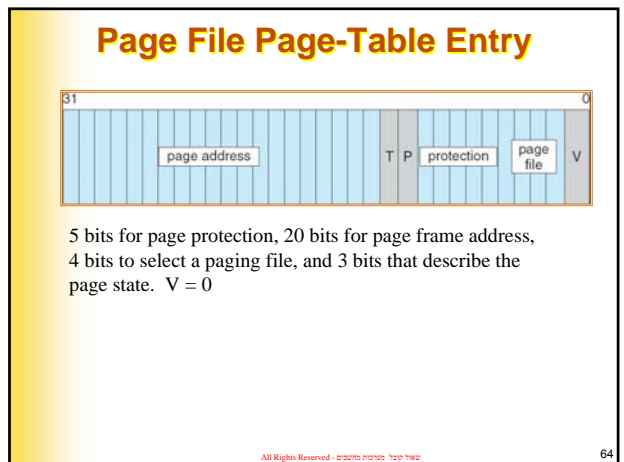 Page File Page-Table Entry
31 0
page address T P protection page file V
5 bits for page protection, 20 bits for page frame address,
4 bits to select a paging file, and 3 bits that describe the
page state. V = 0
All Rights Reserved - שאול קובל מערכות מחשבים
64